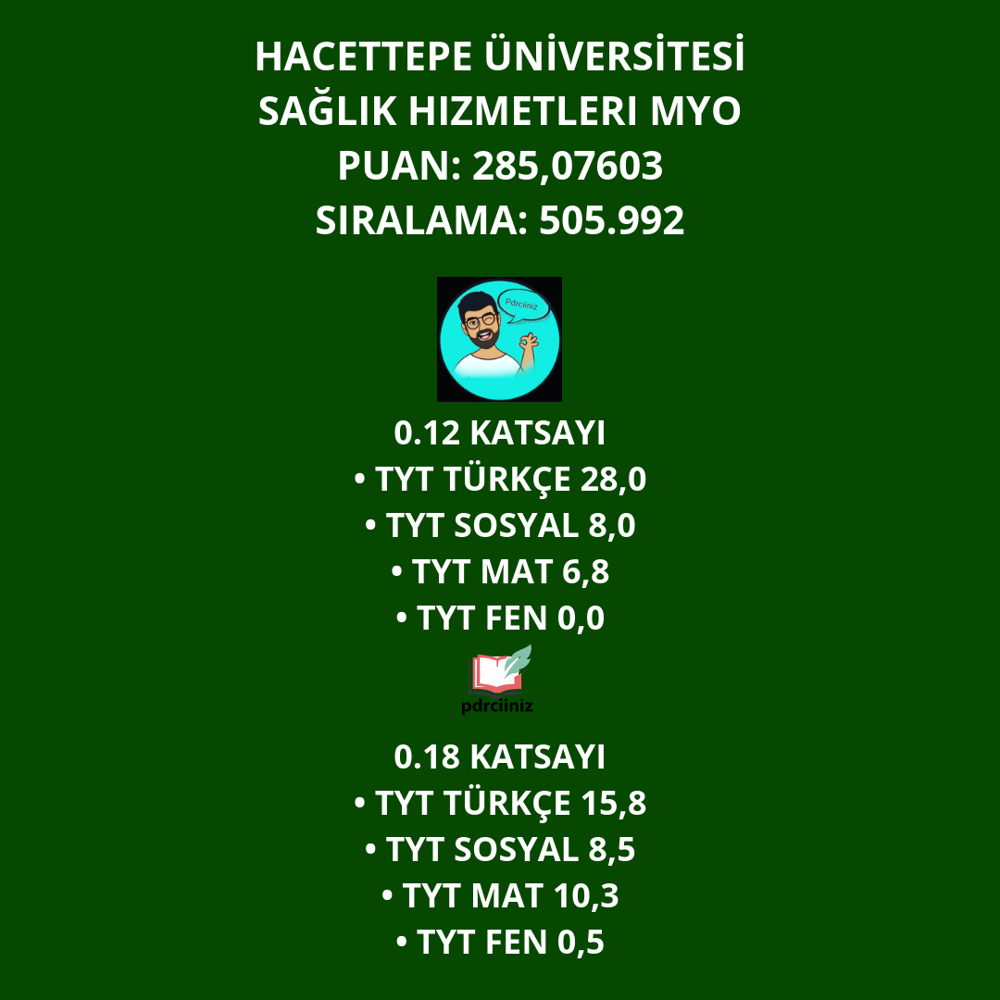 HACETTEPE ÜNİVERSİTESİ
SAĞLIK HIZMETLERI MYO
PUAN: 285,07603
SIRALAMA: 505.992
Pdrciiniz
0.12 KATSAYI
• TYT TÜRKÇE 28,0
• TYT SOSYAL 8,0
• TYT MAT 6,8
• TYT FEN 0,0
pdrciiniz
0.18 KATSAYI
• TYT TÜRKÇE 15,8
• TYT SOSYAL 8,5
• TYT MAT 10,3
• TYT FEN 0,5